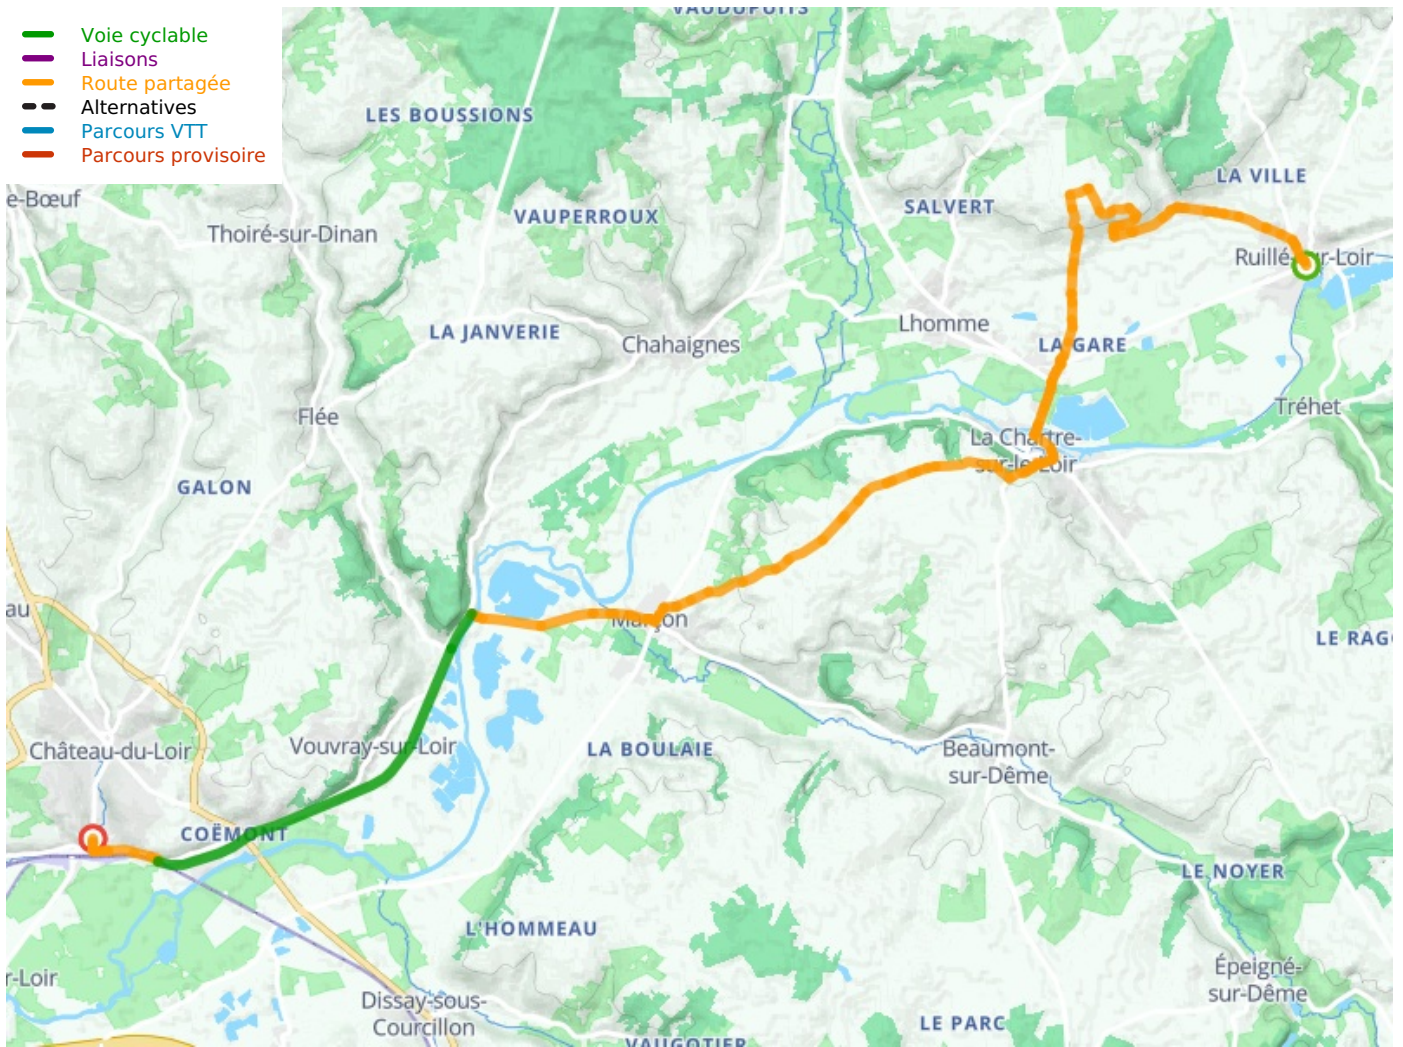 Voie cyclable
Liaisons
Route partagée
Alternatives
Parcours VTT
Parcours provisoire
LES BOUSSIONS
LA VILLE
e-Bœuf
VAUPERROUX
SALVERT
Thoiré-sur-Dinan
Ruillé-sur-Loir
LA JANVERIE
Chahaignes
Lhomme
LA GARE
Flée
Tréhet
La Chartre-
sur-le-Loir
GALON
au
Marçon
LE RAG
Château-du-Loir
Vouvray-sur-Loir
LA BOULAIE
Beaumont-
sur-Dême
COËMONT
LE NOYER
L'HOMMEAU
r-Loir
Épeigné-
sur-Dême
Dissay-sous-
Courcillon
LE PARC
VAUGOTIER